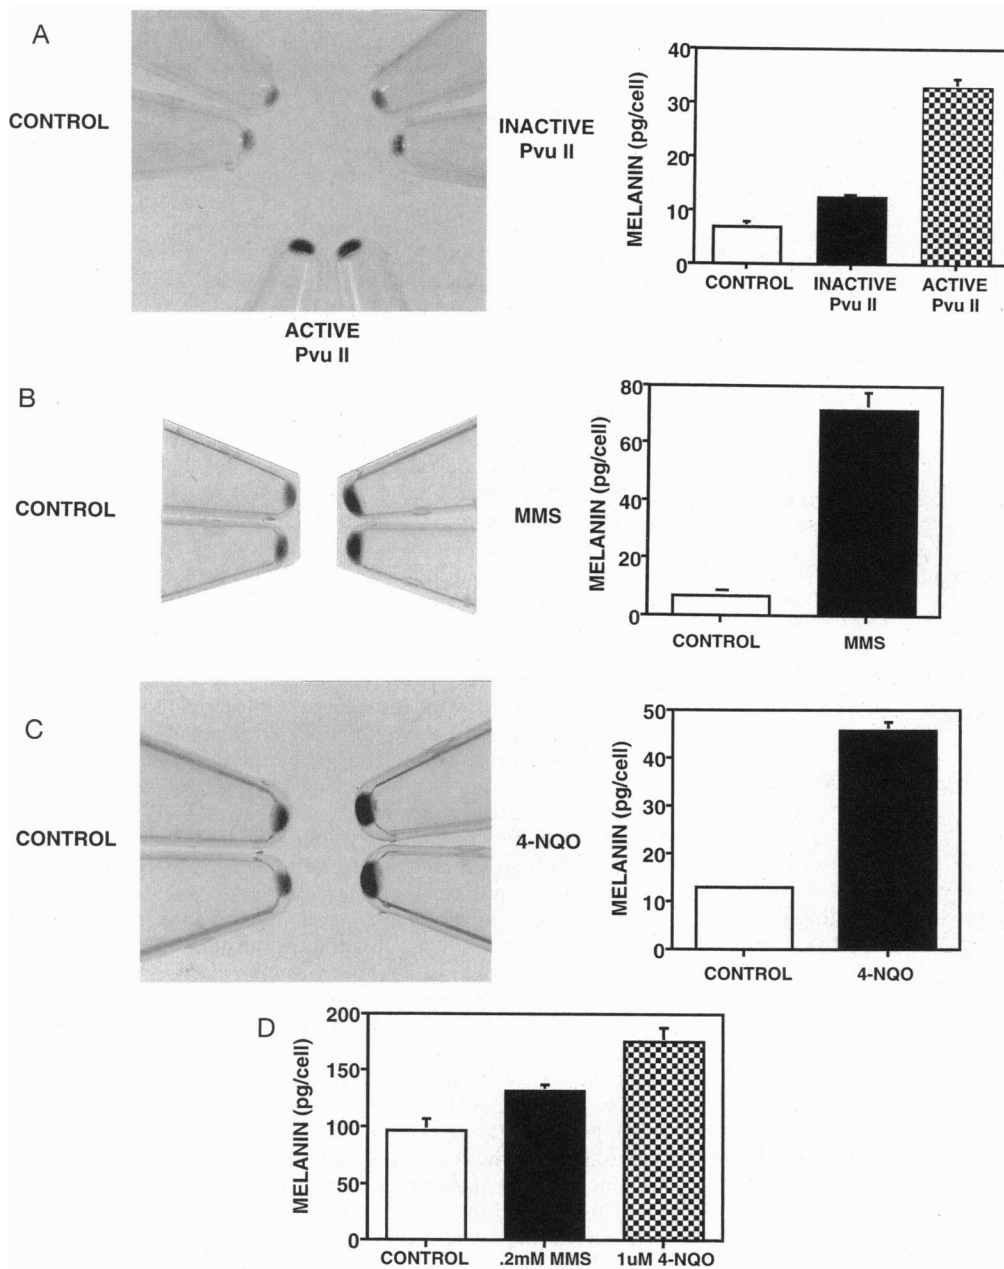 A
CONTROL
INACTIVE
Pvu II
ACTIVE
Pvu II
MELANIN (pg/cell)
40
30
20
10
0
CONTROL
INACTIVE
Pvu II
ACTIVE
Pvu II
B
CONTROL
MMS
MELANIN (pg/cell)
80
60
40
20
0
CONTROL
MMS
C
CONTROL
4-NQO
MELANIN (pg/cell)
50
40
30
20
10
0
CONTROL
4-NQO
D
MELANIN (pg/cell)
200
150
100
50
0
CONTROL
.2mM MMS
1uM 4-NQO